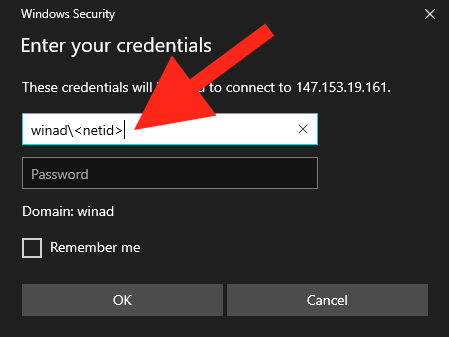 Windows Security
Enter your credentials
These credentials will to connect to 147.153.19.161.
winad\<netid>
Password
Domain: winad
Remember me
OK
Cancel